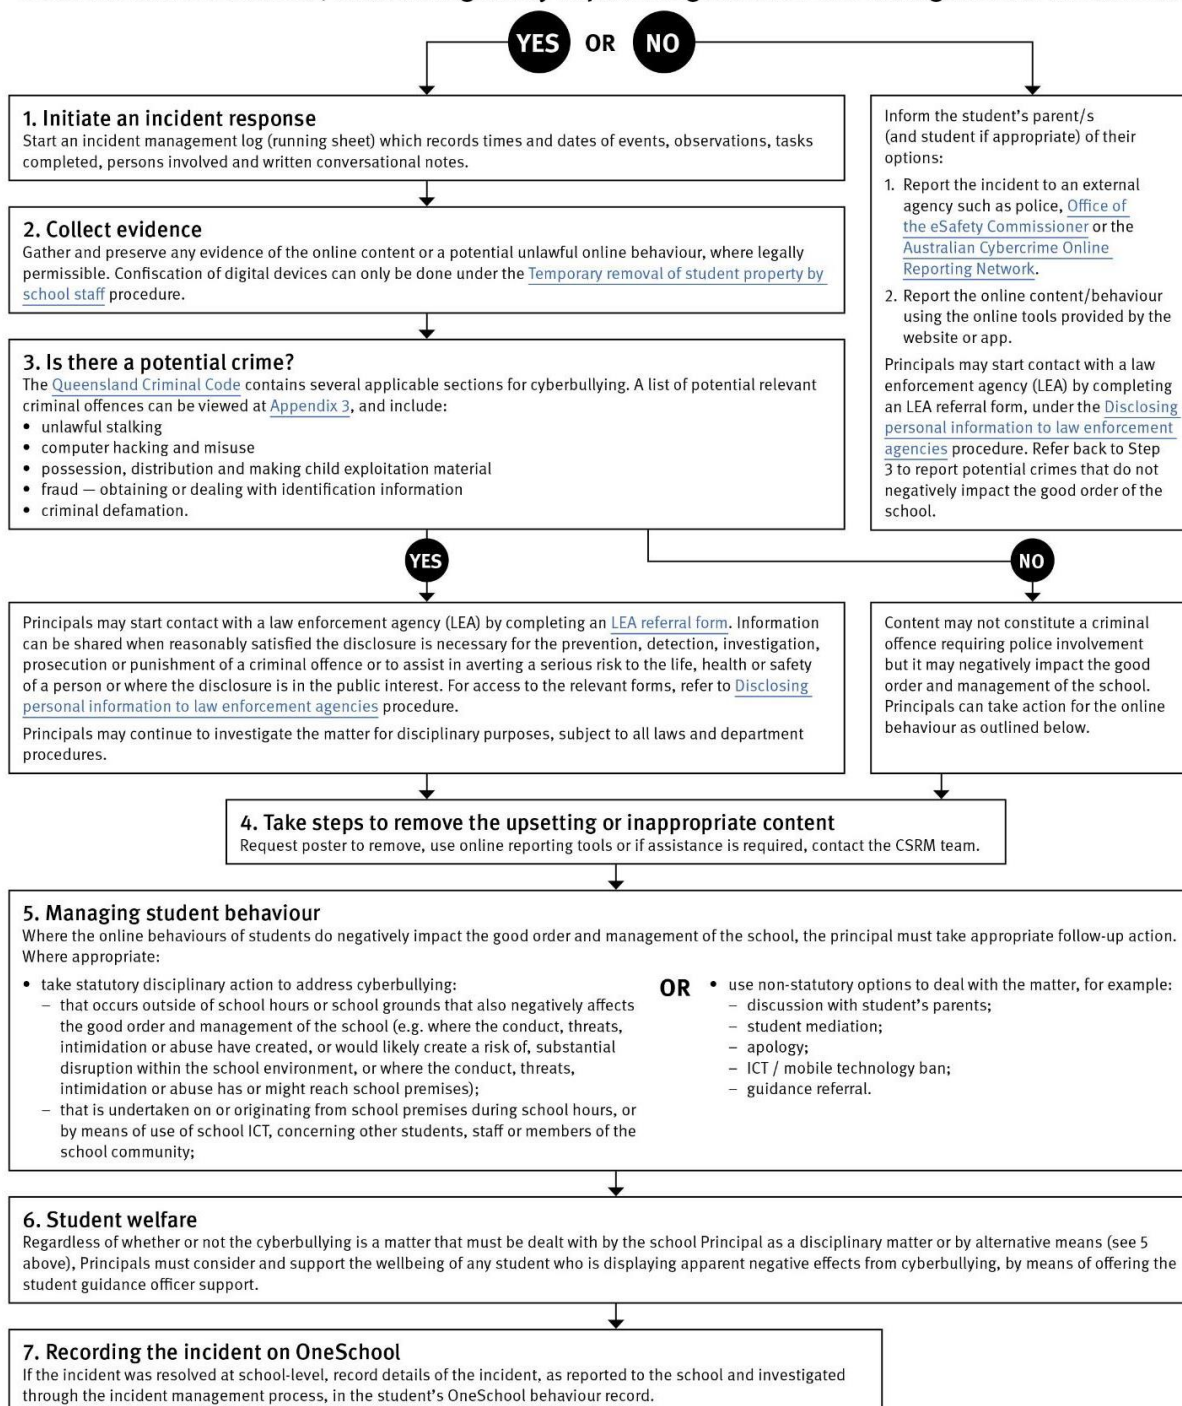 YES OR NO
1. Initiate an incident response
Start an incident management log (running sheet) which records times and dates of events, observations, tasks
completed, persons involved and written conversational notes.
2. Collect evidence
Gather and preserve any evidence of the online content or a potential unlawful online behaviour, where legally
permissible. Confiscation of digital devices can only be done under the Temporary removal of student property by
school staff procedure.
3. Is there a potential crime?
The Queensland Criminal Code contains several applicable sections for cyberbullying. A list of potential relevant
criminal offences can be viewed at Appendix 3, and include:
• unlawful stalking
• computer hacking and misuse
• possession, distribution and making child exploitation material
• fraud — obtaining or dealing with identification information
• criminal defamation.
Inform the student's parent/s
(and student if appropriate) of their
options:
1. Report the incident to an external
agency such as police, Office of
the eSafety Commissioner or the
Australian Cybercrime Online
Reporting Network.
2. Report the online content/behaviour
using the online tools provided by the
website or app.
Principals may start contact with a law
enforcement agency (LEA) by completing
an LEA referral form, under the Disclosing
personal information to law enforcement
agencies procedure. Refer back to Step
3 to report potential crimes that do not
negatively impact the good order of the
school.
YES
NO
Principals may start contact with a law enforcement agency (LEA) by completing an LEA referral form. Information
can be shared when reasonably satisfied the disclosure is necessary for the prevention, detection, investigation,
prosecution or punishment of a criminal offence or to assist in averting a serious risk to the life, health or safety
of a person or where the disclosure is in the public interest. For access to the relevant forms, refer to Disclosing
personal information to law enforcement agencies procedure.
Principals may continue to investigate the matter for disciplinary purposes, subject to all laws and department
procedures.
Content may not constitute a criminal
offence requiring police involvement
but it may negatively impact the good
order and management of the school.
Principals can take action for the online
behaviour as outlined below.
4. Take steps to remove the upsetting or inappropriate content
Request poster to remove, use online reporting tools or if assistance is required, contact the CSRM team.
5. Managing student behaviour
Where the online behaviours of students do negatively impact the good order and management of the school, the principal must take appropriate follow-up action.
Where appropriate:
• take statutory disciplinary action to address cyberbullying:
– that occurs outside of school hours or school grounds that also negatively affects
the good order and management of the school (e.g. where the conduct, threats,
intimidation or abuse have created, or would likely create a risk of, substantial
disruption within the school environment, or where the conduct, threats,
intimidation or abuse has or might reach school premises);
– that is undertaken on or originating from school premises during school hours, or
by means of use of school ICT, concerning other students, staff or members of the
school community;
OR
• use non-statutory options to deal with the matter, for example:
– discussion with student's parents;
– student mediation;
– apology;
– ICT / mobile technology ban;
– guidance referral.
6. Student welfare
Regardless of whether or not the cyberbullying is a matter that must be dealt with by the school Principal as a disciplinary matter or by alternative means (see 5
above), Principals must consider and support the wellbeing of any student who is displaying apparent negative effects from cyberbullying, by means of offering the
student guidance officer support.
7. Recording the incident on OneSchool
If the incident was resolved at school-level, record details of the incident, as reported to the school and investigated
through the incident management process, in the student's OneSchool behaviour record.